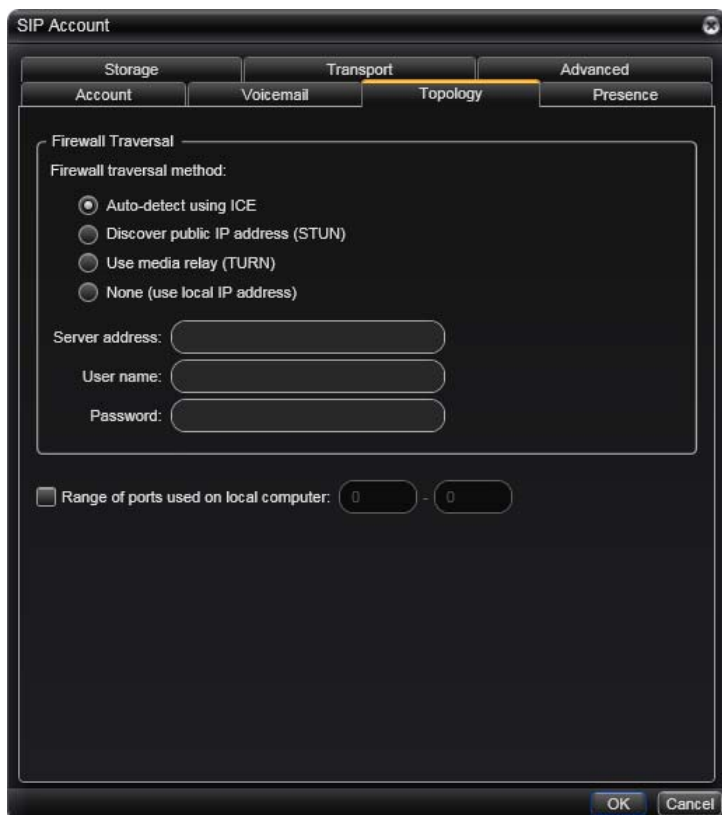 SIP Account
Storage Transport Advanced
Account Voicemail Topology Presence
Firewall Traversal
Firewall traversal method:
Auto-detect using ICE
Discover public IP address (STUN)
Use media relay (TURN)
None (use local IP address)
Server address:
User name:
Password:
Range of ports used on local computer: 0 - 0
OK Cancel